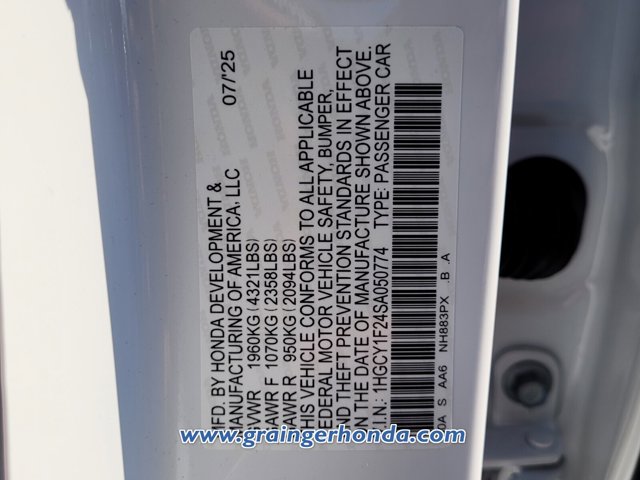 MFD. BY HONDA DEVELOPMENT & 07/'25
MANUFACTURING OF AMERICA, LLC
GVWR 1960KG (4321LBS)
GAWR F 1070KG (2358LBS)
GAWR R 950KG (2094LBS)
THIS VEHICLE CONFORMS TO ALL APPLICABLE
FEDERAL MOTOR VEHICLE SAFETY, BUMPER,
AND THEFT PREVENTION STANDARDS IN EFFECT
ON THE DATE OF MANUFACTURE SHOWN ABOVE.
V.I.N.: 1HGCY1F24SA050774 TYPE: PASSENGER CAR
S AA6 NH883PX .B .A
www.graingerhonda.com